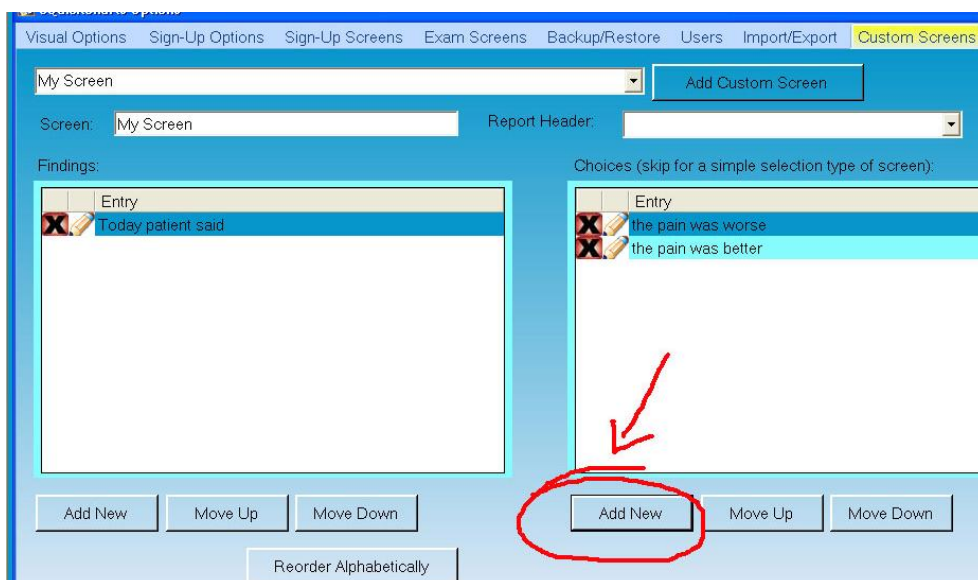 Options
Visual Options Sign-Up Options Sign-Up Screens Exam Screens Backup/Restore Users Import/Export Custom Screens
My Screen Add Custom Screen
Screen: My Screen Report Header:
Findings: Choices (skip for a simple selection type of screen):
Entry Entry
Today patient said the pain was worse
the pain was better
Add New Move Up Move Down Add New Move Up Move Down
Reorder Alphabetically